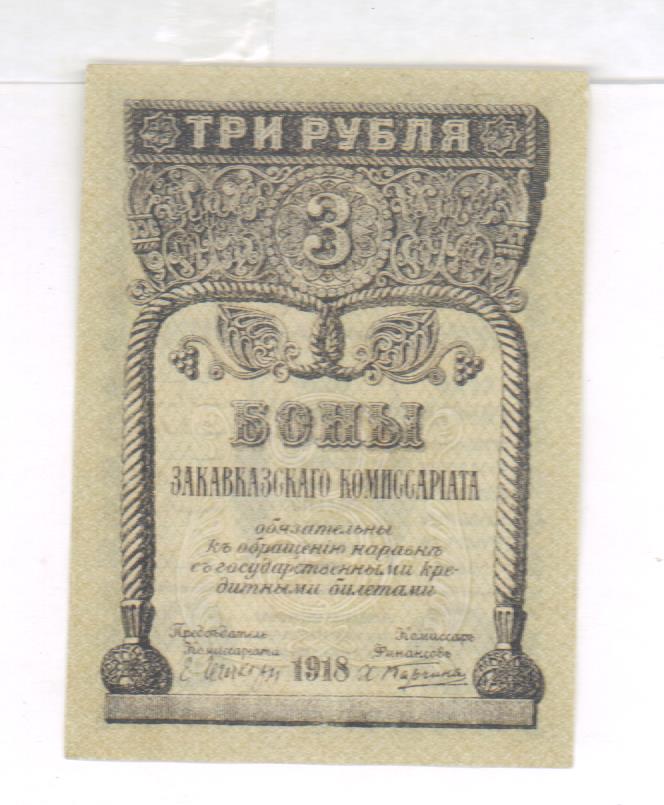 ТРИ РУБЛЯ
3
БОНЫ
ЗАКАВКАЗСКАГО КОМИССАРІАТА
обязательны
къ обращенію наравнѣ
съ государственными кре-
дитными билетами
Предсѣдатель Комиссаръ
Комиссаріата Финансовъ
1918